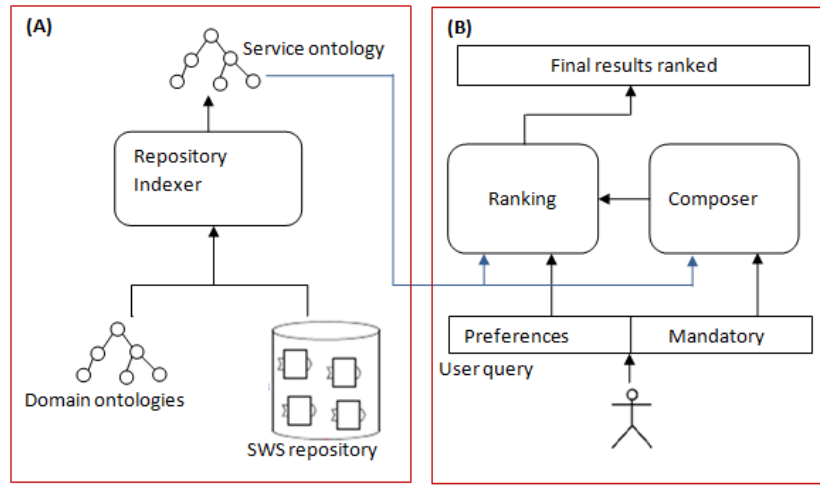 (A)
Service ontology
Repository
Indexer
Domain ontologies
SWS repository
(B)
Final results ranked
Ranking
Composer
Preferences
Mandatory
User query